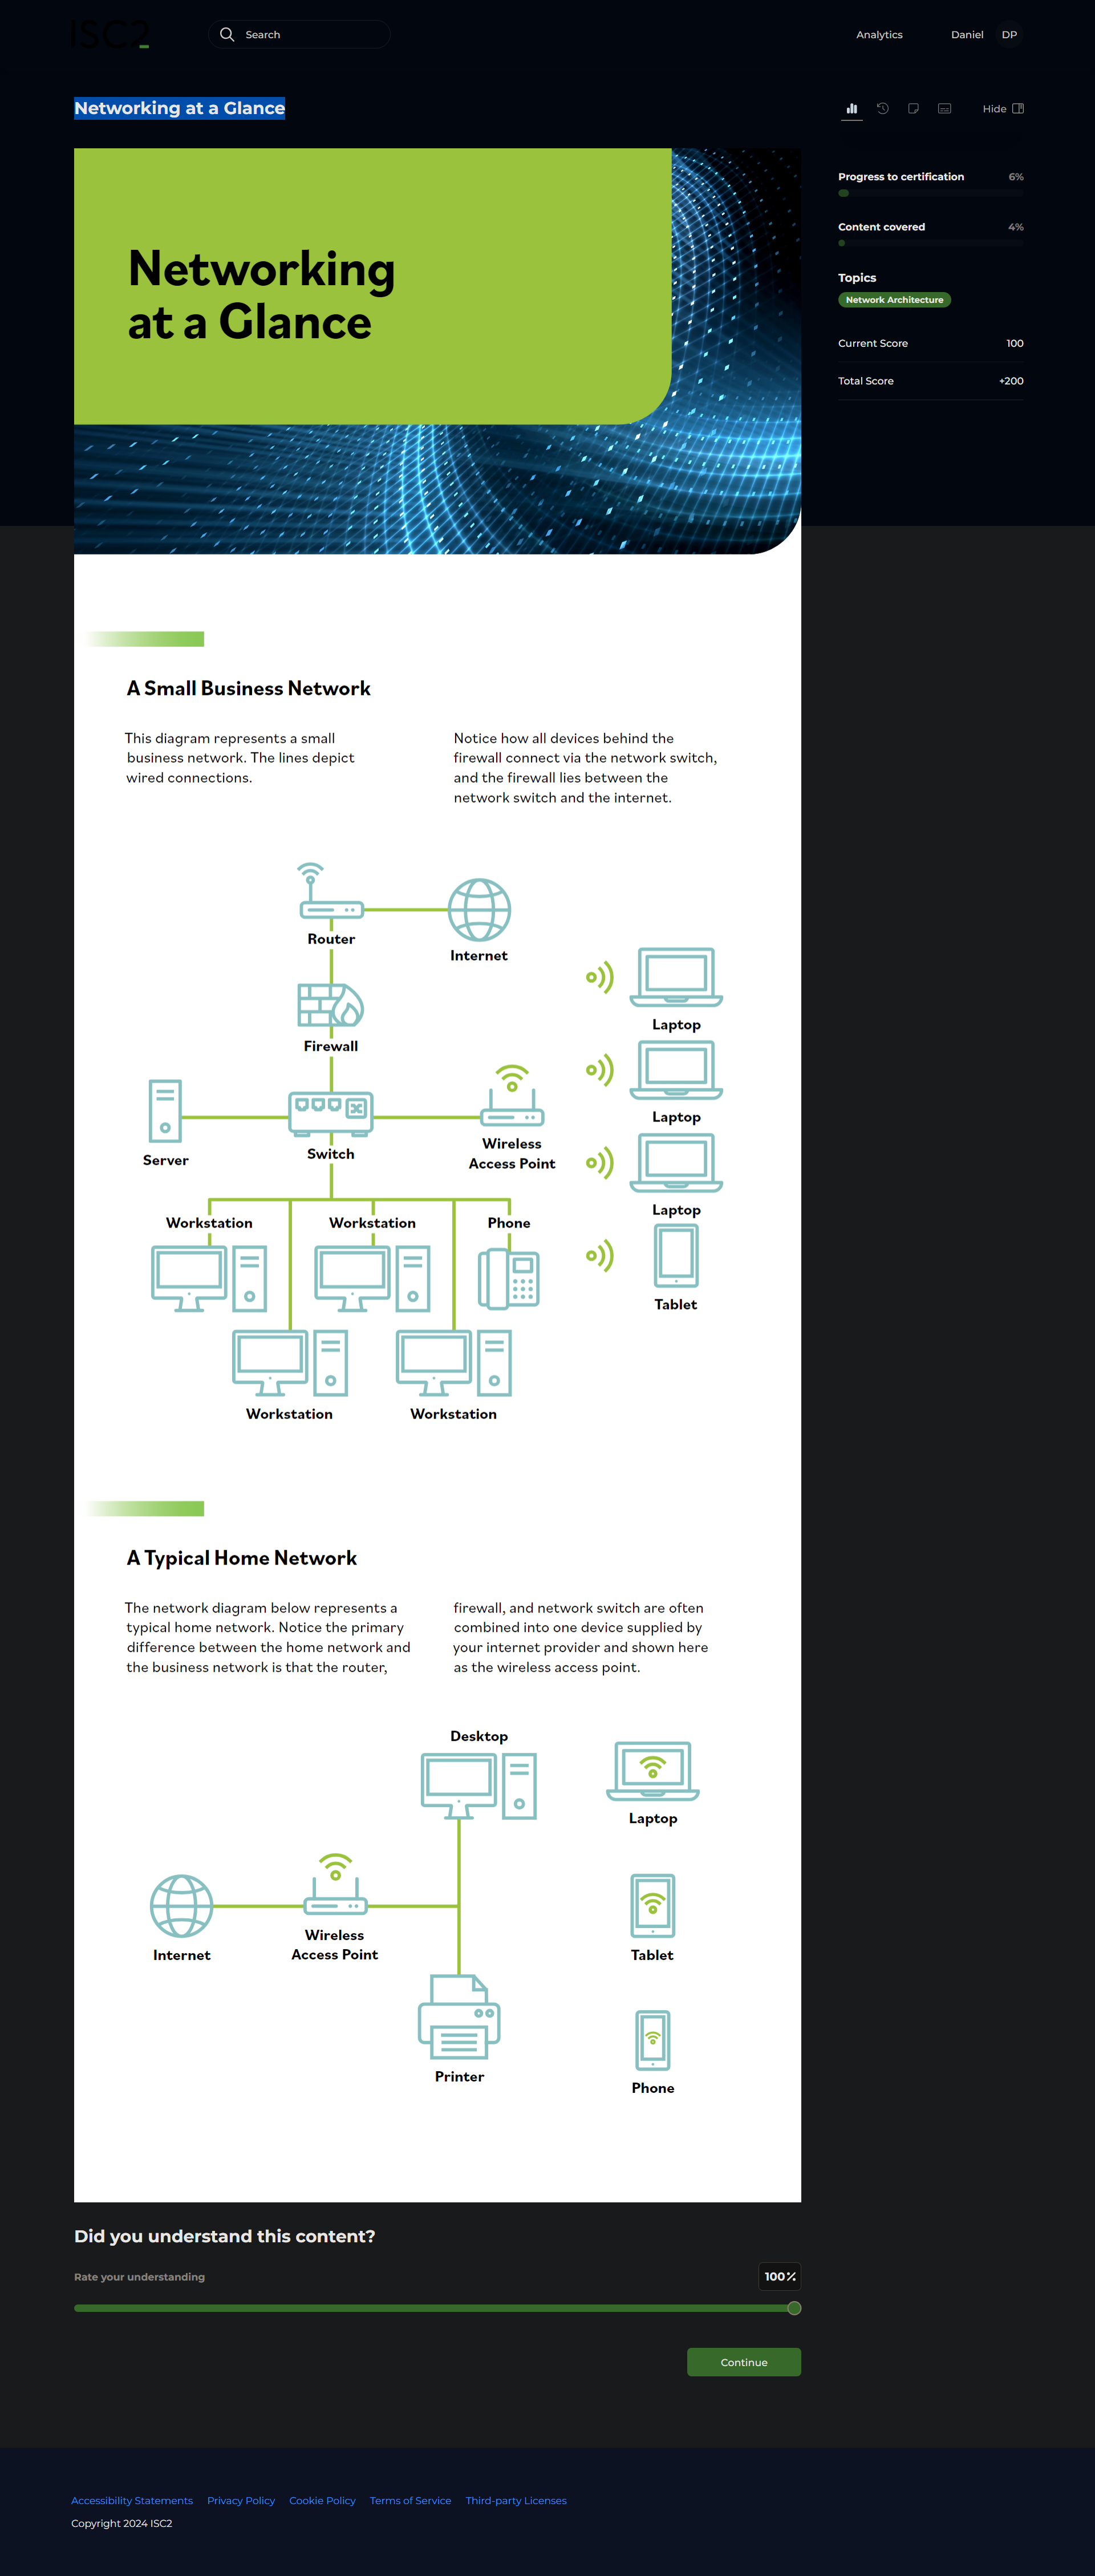 ISC2
Search
Analytics
Daniel
DP
Networking at a Glance
Hide
Progress to certification
6%
Content covered
4%
Topics
Network Architecture
Current Score
100
Total Score
+200
Networking
at a Glance
A Small Business Network
This diagram represents a small
business network. The lines depict
wired connections.
Notice how all devices behind the
firewall connect via the network switch,
and the firewall lies between the
network switch and the internet.
Router
Internet
Firewall
Laptop
Laptop
Server
Switch
Wireless
Access Point
Laptop
Workstation
Workstation
Phone
Tablet
Workstation
Workstation
A Typical Home Network
The network diagram below represents a
typical home network. Notice the primary
difference between the home network and
the business network is that the router,
firewall, and network switch are often
combined into one device supplied by
your internet provider and shown here
as the wireless access point.
Desktop
Laptop
Internet
Wireless
Access Point
Tablet
Printer
Phone
Did you understand this content?
Rate your understanding
100%
Continue
Accessibility Statements
Privacy Policy
Cookie Policy
Terms of Service
Third-party Licenses
Copyright 2024 ISC2